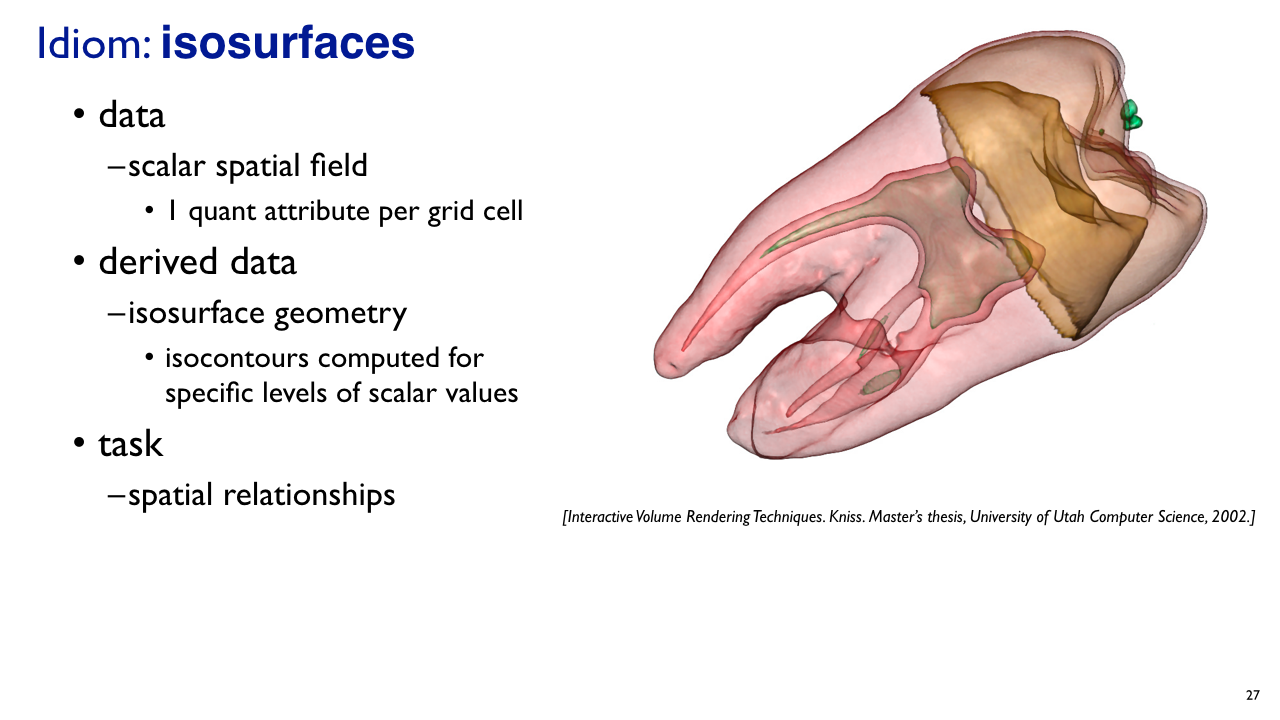 Idiom: isosurfaces
• data
–scalar spatial field
• 1 quant attribute per grid cell
• derived data
–isosurface geometry
• isocontours computed for
specific levels of scalar values
• task
–spatial relationships
[Interactive Volume Rendering Techniques. Kniss. Master’s thesis, University of Utah Computer Science, 2002.]
27